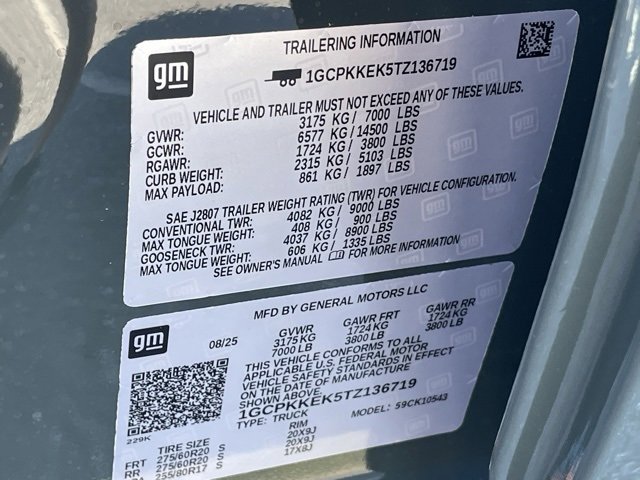 gm
TRAILERING INFORMATION
1GCPKKEK5TZ136719
VEHICLE AND TRAILER MUST NOT EXCEED ANY OF THESE VALUES.
GVWR: 3175 KG/ 7000 LBS
GCWR: 6577 KG/ 14500 LBS
RGAWR: 1724 KG/ 3800 LBS
CURB WEIGHT: 2315 KG/ 5103 LBS
MAX PAYLOAD: 861 KG/ 1897 LBS
SAE J2807 TRAILER WEIGHT RATING (TWR) FOR VEHICLE CONFIGURATION.
CONVENTIONAL TWR: 4082 KG/ 9000 LBS
MAX TONGUE WEIGHT: 408 KG/ 900 LBS
GOOSENECK TWR: 4037 KG/ 8900 LBS
MAX TONGUE WEIGHT: 606 KG/ 1335 LBS
SEE OWNER'S MANUAL FOR MORE INFORMATION
gm
MFD BY GENERAL MOTORS LLC
08/25 GVWR GAWR FRT GAWR RR
3175 KG 1724 KG 1724 KG
7000 LB 3800 LB 3800 LB
THIS VEHICLE CONFORMS TO ALL
APPLICABLE U.S. FEDERAL MOTOR
VEHICLE SAFETY STANDARDS IN EFFECT
ON THE DATE OF MANUFACTURE
SHOWN ABOVE.
1GCPKKEK5TZ136719
TYPE: TRUCK MODEL: 59CK10543
229K
TIRE SIZE RIM
FRT 275/60R20 S 20X9J
RR 275/60R20 S 20X9J
255/80R17 S 17X8J